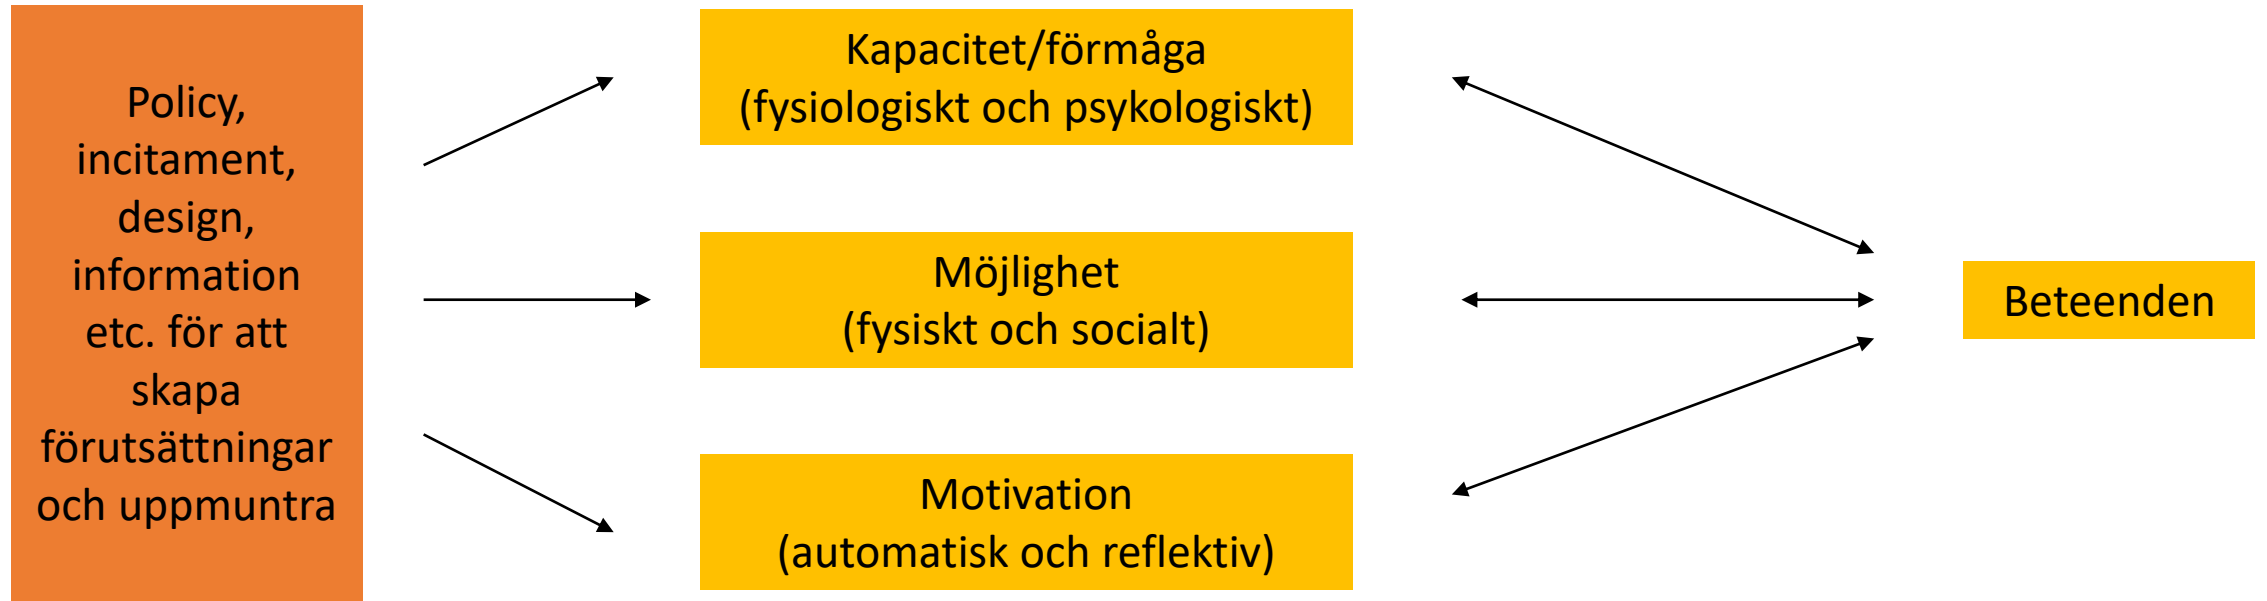 Policy,
incitament,
design,
information
etc. för att
skapa
förutsättningar
och uppmuntra
Kapacitet/förmåga
(fysiologiskt och psykologiskt)
Möjlighet
(fysiskt och socialt)
Motivation
(automatisk och reflektiv)
Beteenden